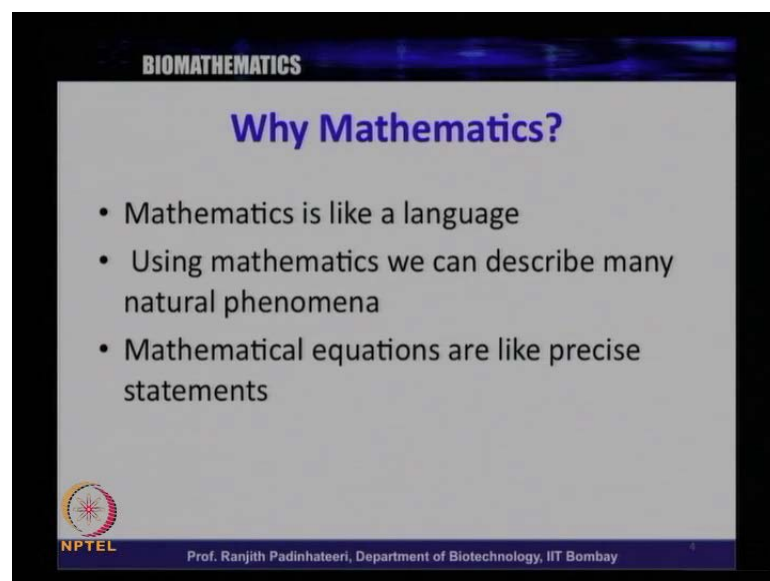 BIOMATHEMATICS
Why Mathematics?
• Mathematics is like a language
• Using mathematics we can describe many
natural phenomena
• Mathematical equations are like precise
statements
NPTEL
Prof. Ranjith Padinhateeri, Department of Biotechnology, IIT Bombay
4